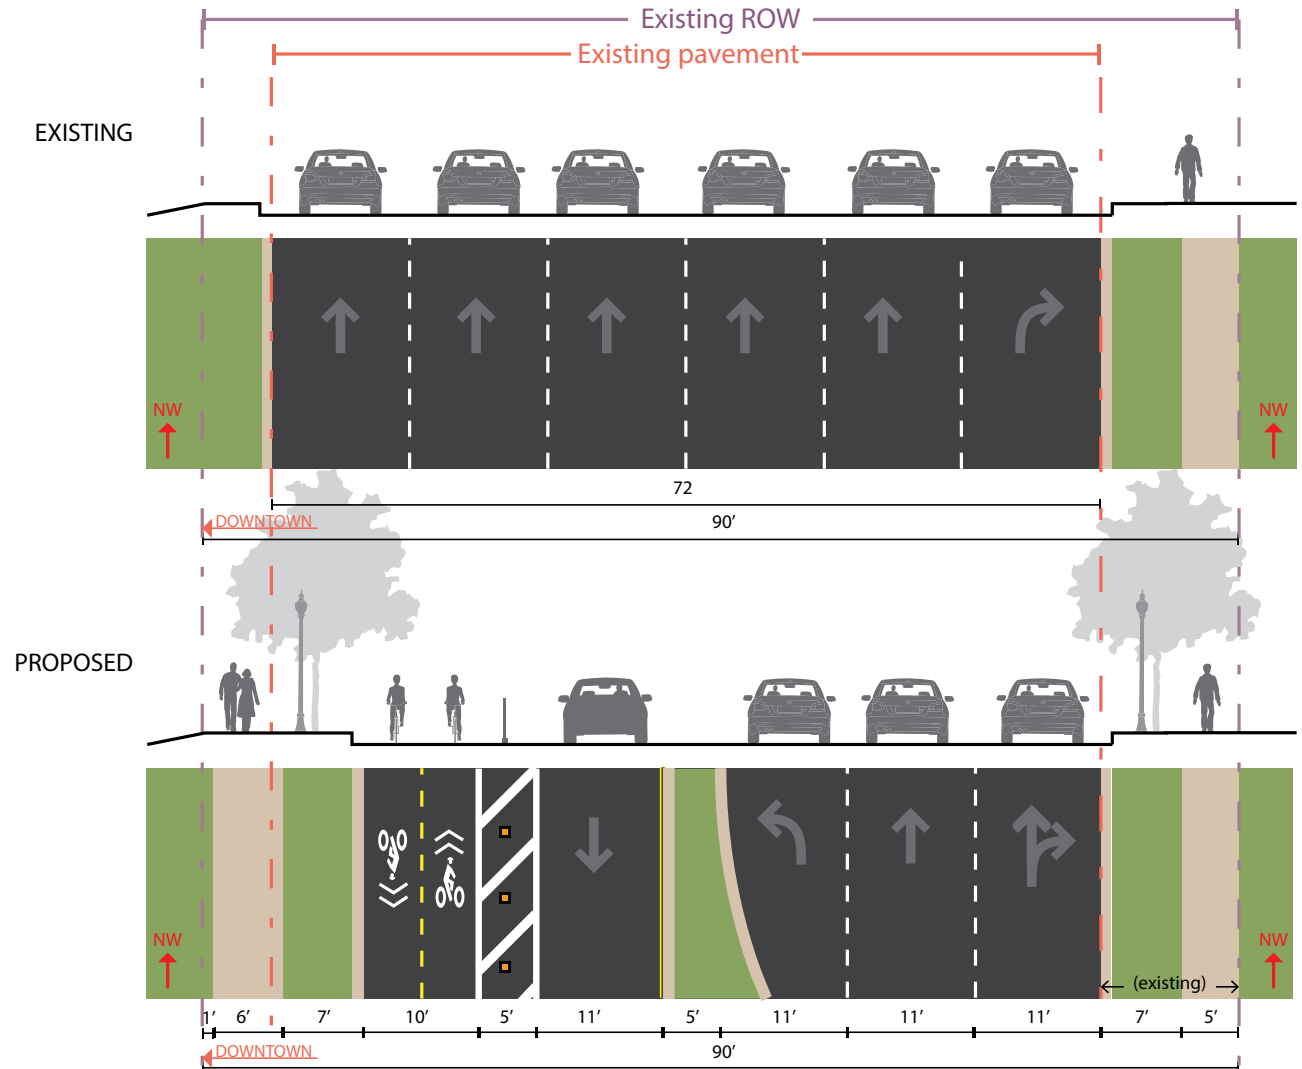 Existing ROW
Existing pavement
EXISTING
NW
NW
72
DOWNTOWN
90’
PROPOSED
NW
NW
(existing)
1’ 6’ 7’ 10’ 5’ 11’ 5’ 11’ 11’ 11’ 7’ 5’
DOWNTOWN
90’